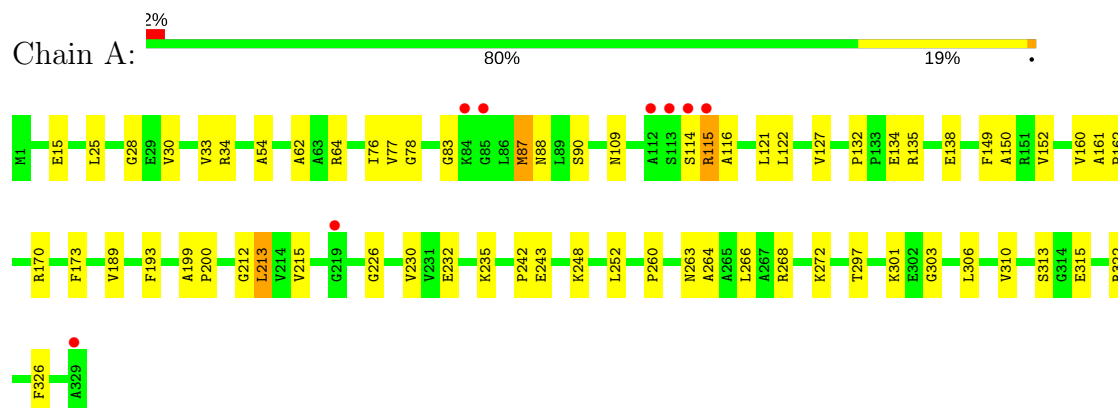 2%
Chain A:
80% 19% •
M1 E15 L25 G28 E29 V30 V33 R34 A54 A62 A63 R64 I76 V77 G78 G83 K84 G85 L86 M87 N88 L89 S90 N109 A112 S113 S114 R115 A116 L121 L122 V127 P132 P133 E134 R135 E138 F149 A150 R151 V152 V160 A161
R170 F173 V189 F193 A199 P200 G212 L213 V214 V215 G219 G226 V230 V231 E232 K235 P242 E243 K248 L252 P260 N263 A264 A265 L266 A267 R268 K272 T297 K301 E302 G303 L306 V310 S313 G314 E315
F326 A329